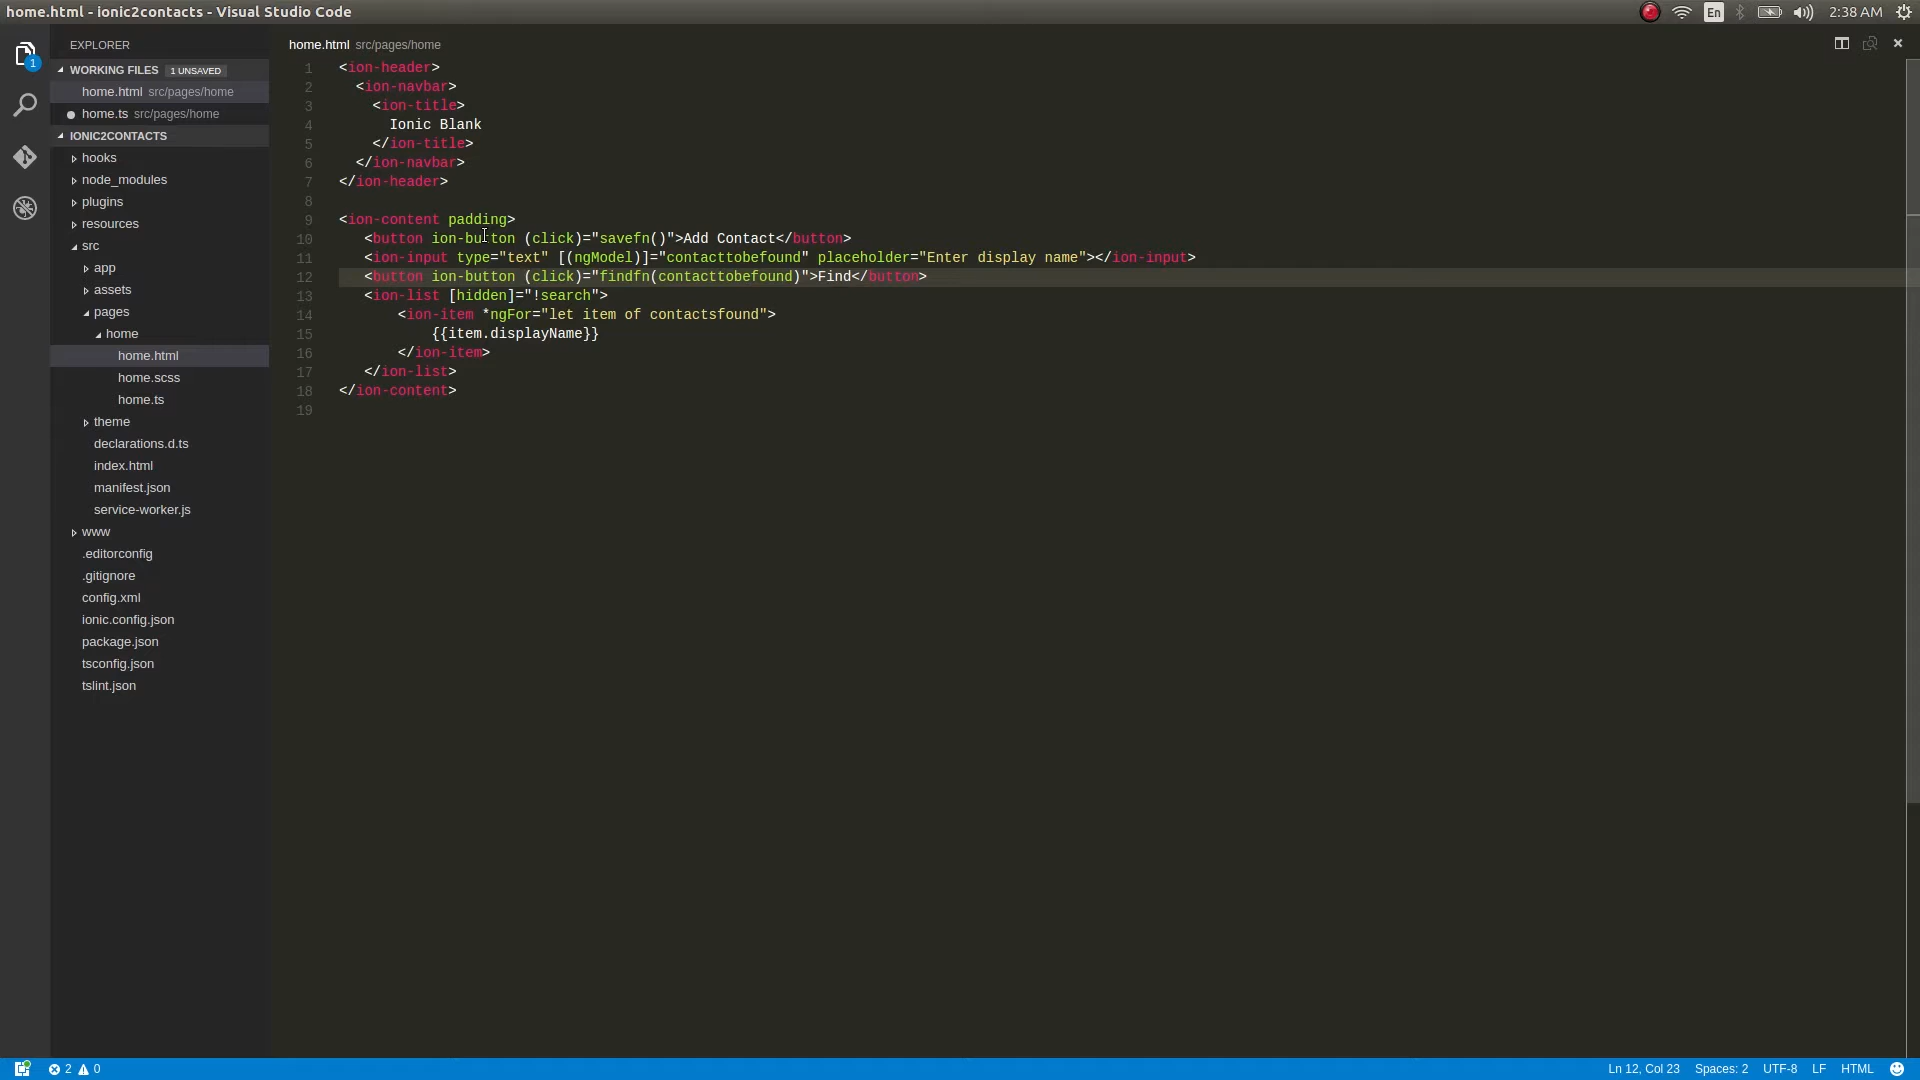 home.html - ionic2contacts - Visual Studio Code
En
2:38 AM
1
EXPLORER
WORKING FILES 1 UNSAVED
home.html src/pages/home
home.ts src/pages/home
IONIC2CONTACTS
hooks
node_modules
plugins
resources
src
app
assets
pages
home
home.html
home.scss
home.ts
theme
declarations.d.ts
index.html
manifest.json
service-worker.js
www
.editorconfig
.gitignore
config.xml
ionic.config.json
package.json
tsconfig.json
tslint.json
home.html src/pages/home
1 <ion-header>
2 <ion-navbar>
3 <ion-title>
4 Ionic Blank
5 </ion-title>
6 </ion-navbar>
7 </ion-header>
8
9 <ion-content padding>
10 <button ion-button (click)="savefn()">Add Contact</button>
11 <ion-input type="text" [(ngModel)]="contacttobefound" placeholder="Enter display name"></ion-input>
12 <button ion-button (click)="findfn(contacttobefound)">Find</button>
13 <ion-list [hidden]="!search">
14 <ion-item *ngFor="let item of contactsfound">
15 {{item.displayName}}
16 </ion-item>
17 </ion-list>
18 </ion-content>
19
2 0
Ln 12, Col 23 Spaces: 2 UTF-8 LF HTML